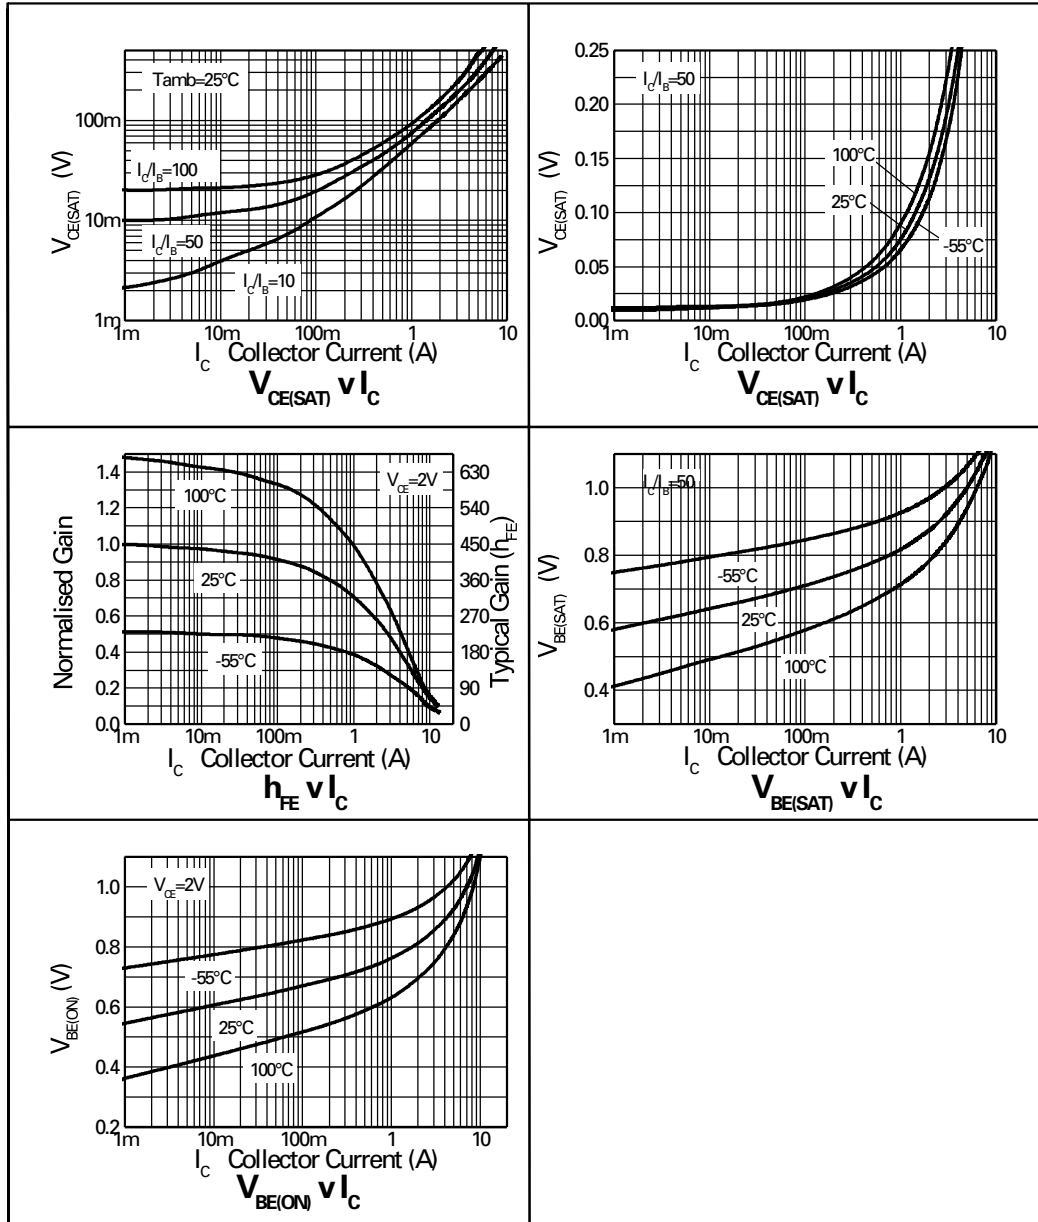 Tamb=25°C
100m
10m
1m
V_CE(SAT) (V)
I_C/I_B=100
I_C/I_B=50
I_C/I_B=10
1m 10m 100m 1 10
I_C Collector Current (A)
V_CE(SAT) v I_C
0.25
0.20
0.15
0.10
0.05
0.00
V_CE(SAT) (V)
I_C/I_B=50
100°C
25°C
-55°C
1m 10m 100m 1 10
I_C Collector Current (A)
V_CE(SAT) v I_C
1.4
1.2
1.0
0.8
0.6
0.4
0.2
0.0
Normalised Gain
V_CE=2V
100°C
25°C
-55°C
630
540
450
360
270
180
90
0
Typical Gain (h_FE)
1m 10m 100m 1 10
I_C Collector Current (A)
h_FE v I_C
1.0
0.8
0.6
0.4
V_BE(SAT) (V)
I_C/I_B=50
-55°C
25°C
100°C
1m 10m 100m 1 10
I_C Collector Current (A)
V_BE(SAT) v I_C
1.0
0.8
0.6
0.4
0.2
V_BE(ON) (V)
V_CE=2V
-55°C
25°C
100°C
1m 10m 100m 1 10
I_C Collector Current (A)
V_BE(ON) v I_C